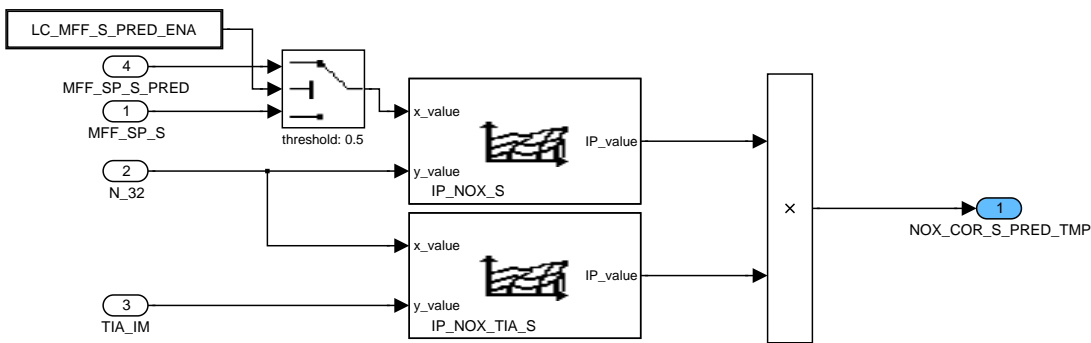 LC_MFF_S_PRED_ENA
4
MFF_SP_S_PRED
1
MFF_SP_S
threshold: 0.5
x_value
IP_value
y_value
IP_NOX_S
2
N_32
x_value
IP_value
y_value
IP_NOX_TIA_S
3
TIA_IM
×
1
NOX_COR_S_PRED_TMP